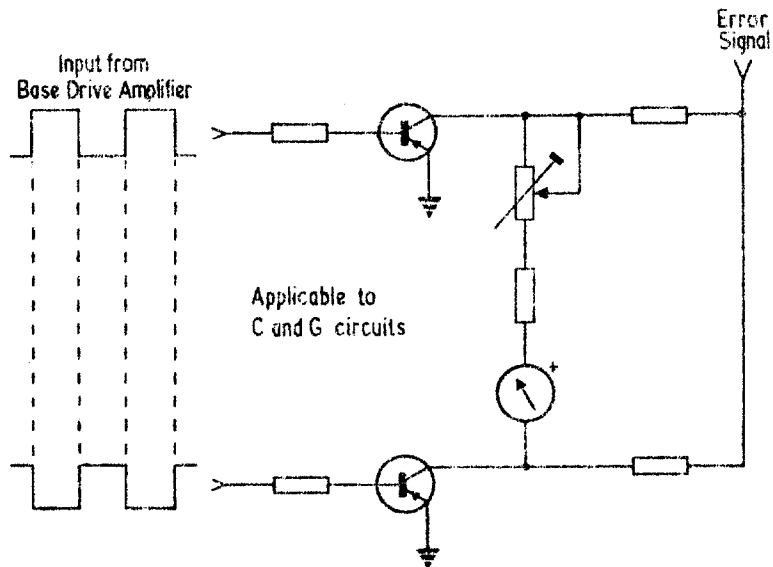 Error
Signal
Input from
Base Drive Amplifier
Applicable to
C and G circuits
+